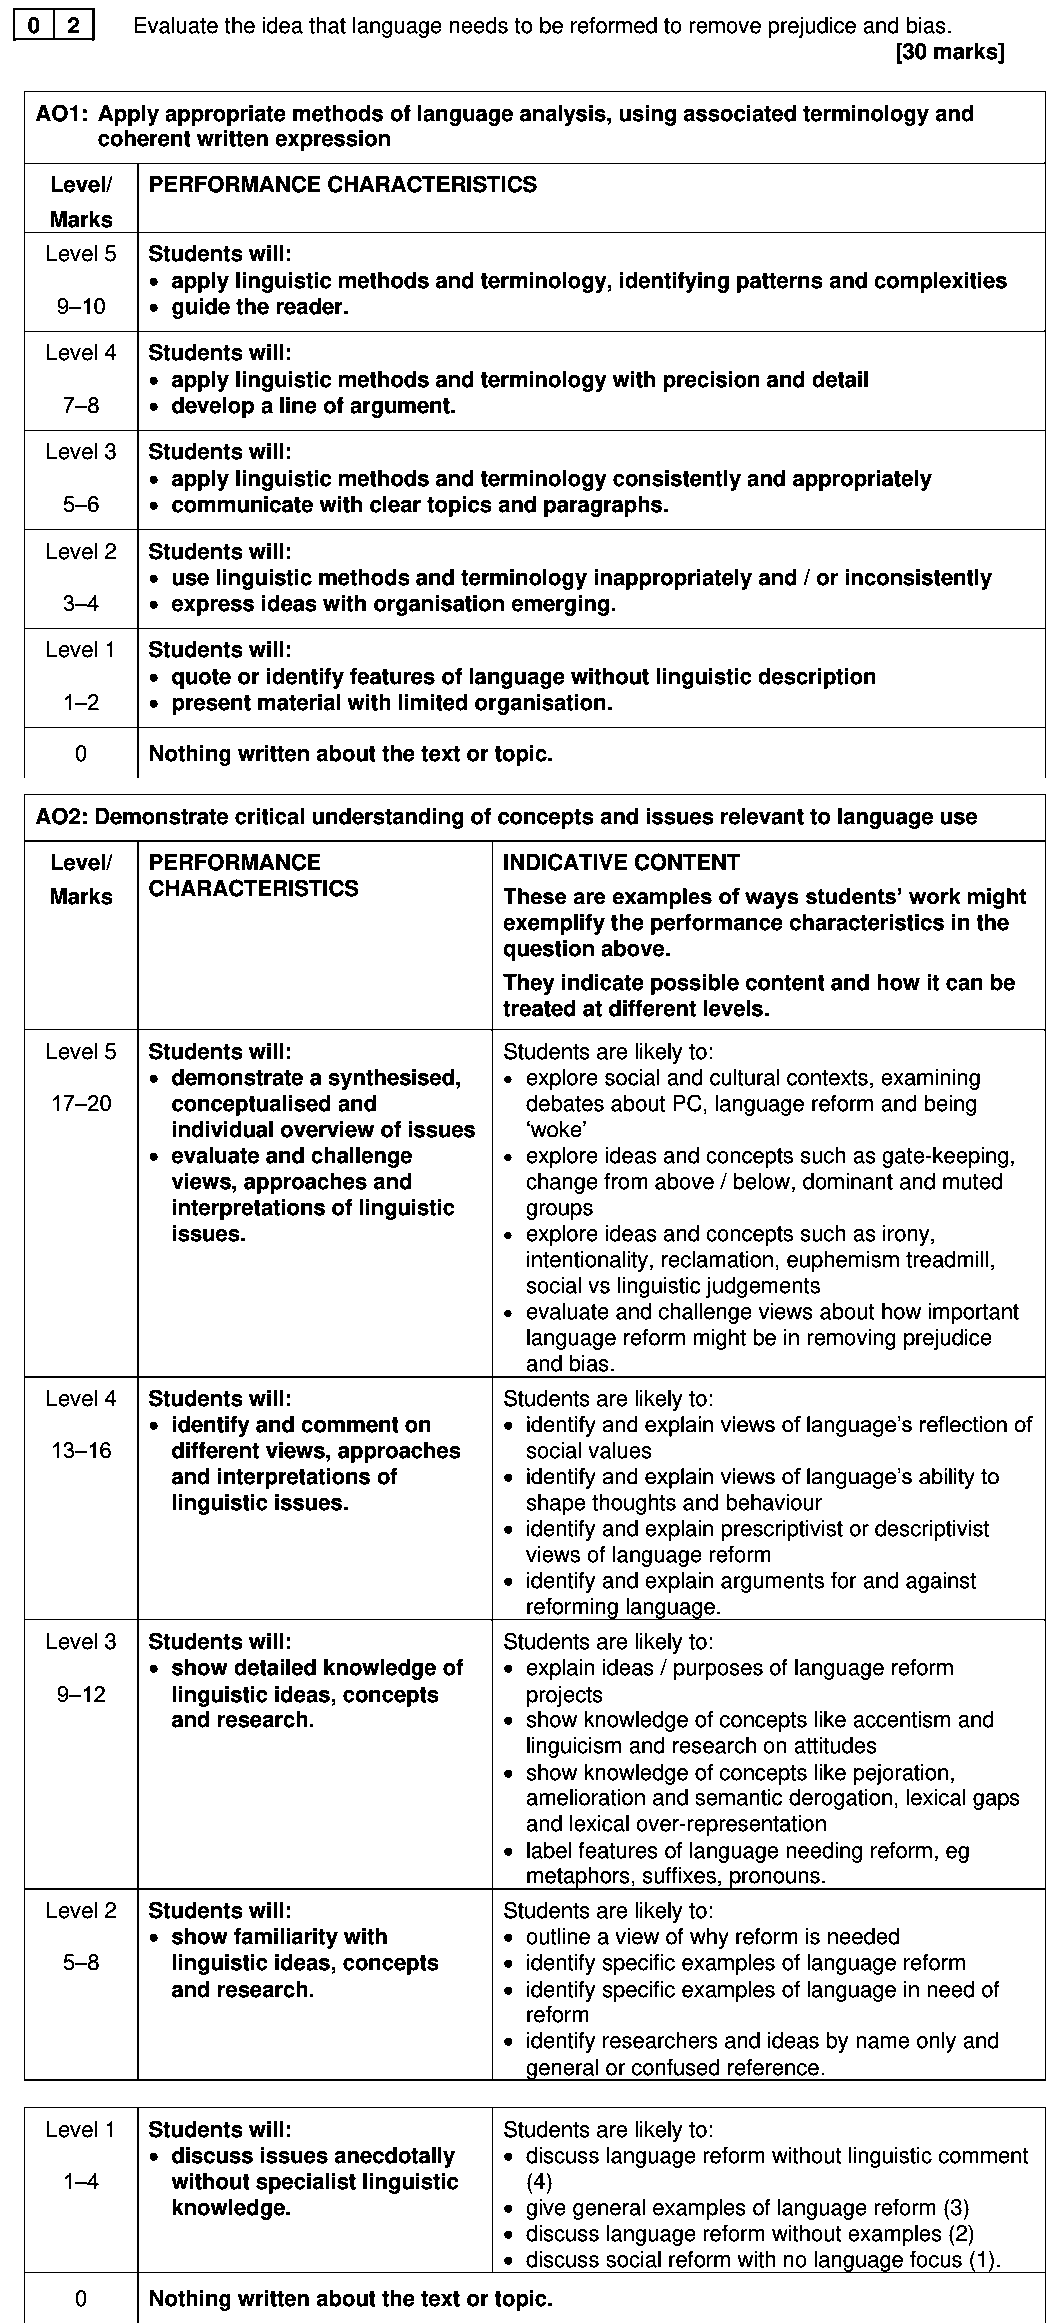 0 2 Evaluate the idea that language needs to be reformed to remove prejudice and bias.
[30 marks]
AO1: Apply appropriate methods of language analysis, using associated terminology and
coherent written expression
Level/ PERFORMANCE CHARACTERISTICS
Marks
Level 5 Students will:
• apply linguistic methods and terminology, identifying patterns and complexities
9–10 • guide the reader.
Level 4 Students will:
• apply linguistic methods and terminology with precision and detail
7–8 • develop a line of argument.
Level 3 Students will:
• apply linguistic methods and terminology consistently and appropriately
5–6 • communicate with clear topics and paragraphs.
Level 2 Students will:
• use linguistic methods and terminology inappropriately and / or inconsistently
3–4 • express ideas with organisation emerging.
Level 1 Students will:
• quote or identify features of language without linguistic description
1–2 • present material with limited organisation.
0 Nothing written about the text or topic.
AO2: Demonstrate critical understanding of concepts and issues relevant to language use
Level/
Marks
PERFORMANCE
CHARACTERISTICS
INDICATIVE CONTENT
These are examples of ways students' work might
exemplify the performance characteristics in the
question above.
They indicate possible content and how it can be
treated at different levels.
Level 5
17–20
Students will:
• demonstrate a synthesised,
conceptualised and
individual overview of issues
• evaluate and challenge
views, approaches and
interpretations of linguistic
issues.
Students are likely to:
• explore social and cultural contexts, examining
debates about PC, language reform and being
'woke'
• explore ideas and concepts such as gate-keeping,
change from above / below, dominant and muted
groups
• explore ideas and concepts such as irony,
intentionality, reclamation, euphemism treadmill,
social vs linguistic judgements
• evaluate and challenge views about how important
language reform might be in removing prejudice
and bias.
Level 4
13–16
Students will:
• identify and comment on
different views, approaches
and interpretations of
linguistic issues.
Students are likely to:
• identify and explain views of language's reflection of
social values
• identify and explain views of language's ability to
shape thoughts and behaviour
• identify and explain prescriptivist or descriptivist
views of language reform
• identify and explain arguments for and against
reforming language.
Level 3
9–12
Students will:
• show detailed knowledge of
linguistic ideas, concepts
and research.
Students are likely to:
• explain ideas / purposes of language reform
projects
• show knowledge of concepts like accentism and
linguicism and research on attitudes
• show knowledge of concepts like pejoration,
amelioration and semantic derogation, lexical gaps
and lexical over-representation
• label features of language needing reform, eg
metaphors, suffixes, pronouns.
Level 2
5–8
Students will:
• show familiarity with
linguistic ideas, concepts
and research.
Students are likely to:
• outline a view of why reform is needed
• identify specific examples of language reform
• identify specific examples of language in need of
reform
• identify researchers and ideas by name only and
general or confused reference.
Level 1
1–4
Students will:
• discuss issues anecdotally
without specialist linguistic
knowledge.
Students are likely to:
• discuss language reform without linguistic comment
(4)
• give general examples of language reform (3)
• discuss language reform without examples (2)
• discuss social reform with no language focus (1).
0 Nothing written about the text or topic.